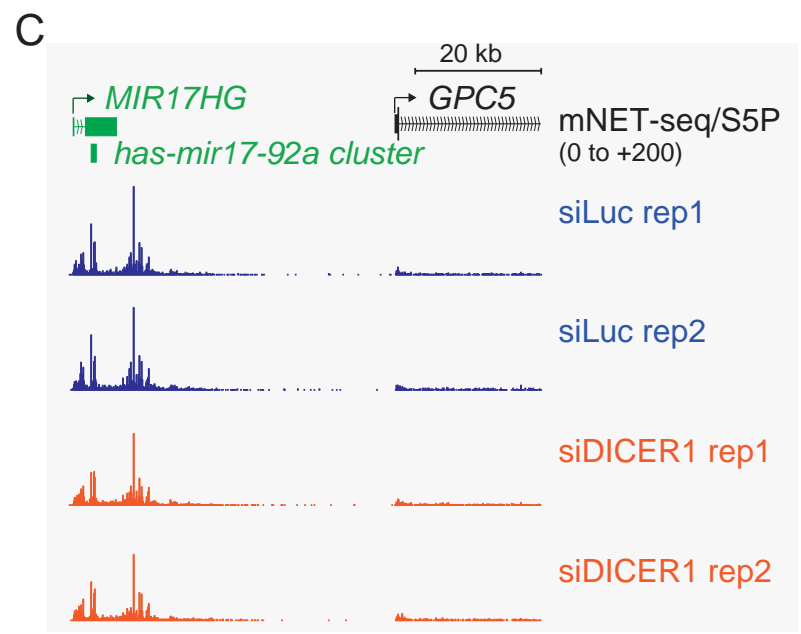 C
20 kb
MIR17HG
GPC5
mNET-seq/S5P
(0 to +200)
has-mir17-92a cluster
siLuc rep1
siLuc rep2
siDICER1 rep1
siDICER1 rep2